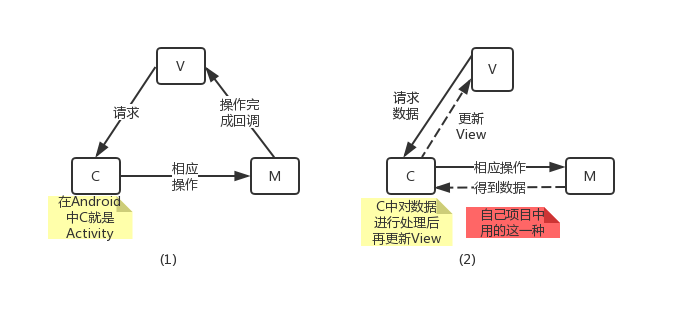 V
请求
操作完
成回调
C
相应
操作
M
在Android
中C就是
Activity
(1)
V
请求
数据
更新
View
C
相应操作
得到数据
M
C中对数据
进行处理后
再更新View
自己项目中
用的这一种
(2)